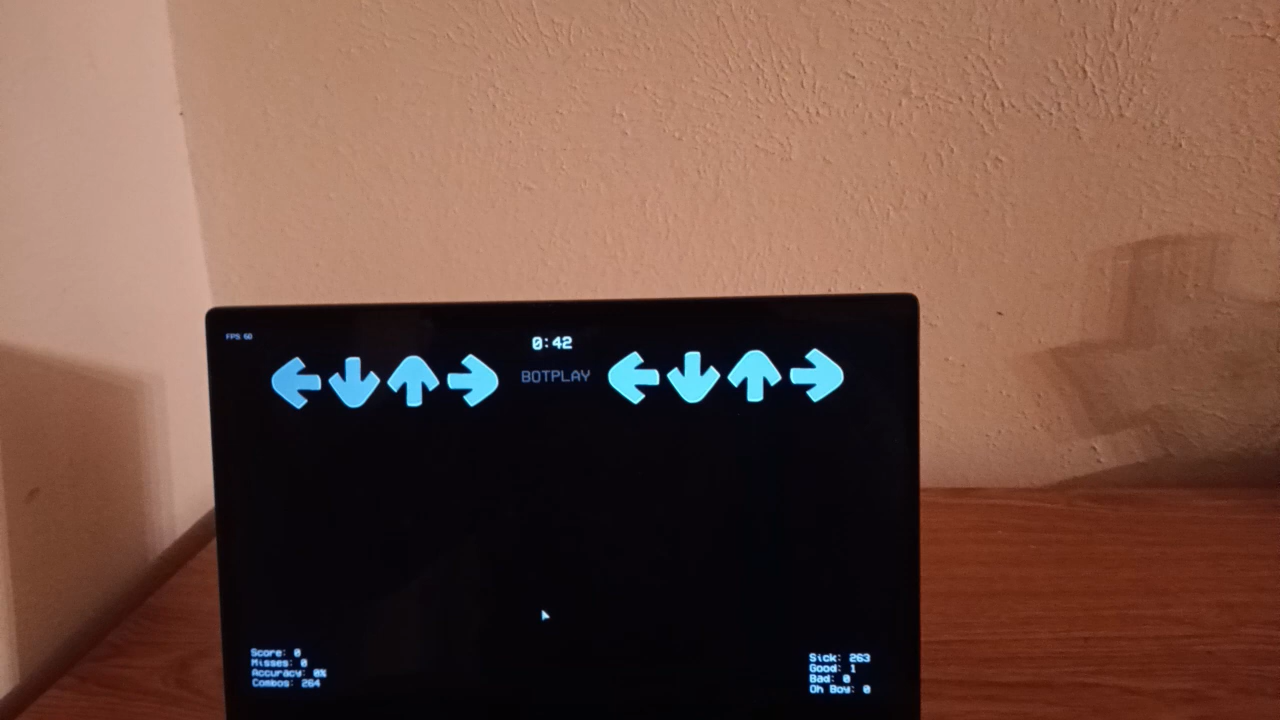 FPS: 60
0:42
BOTPLAY
Score: 0
Misses: 0
Accuracy: 0%
Combos: 264
Sick: 263
Good: 1
Bad: 0
Oh Boy: 0